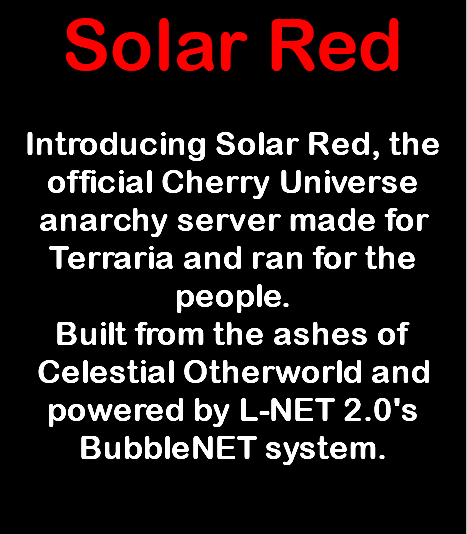 Solar Red
Introducing Solar Red, the
official Cherry Universe
anarchy server made for
Terraria and ran for the
people.
Built from the ashes of
Celestial Otherworld and
powered by L-NET 2.0's
BubbleNET system.